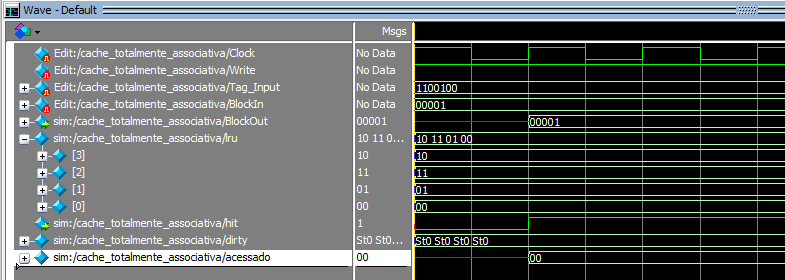 Wave - Default
Msgs
Edit:/cache_totalmente_associativa/Clock No Data
Edit:/cache_totalmente_associativa/Write No Data
Edit:/cache_totalmente_associativa/Tag_Input No Data 1100100
Edit:/cache_totalmente_associativa/BlockIn No Data 00001
sim:/cache_totalmente_associativa/BlockOut 00001 00001
sim:/cache_totalmente_associativa/lru 10 11 0... 10 11 01 00
[3] 10 10
[2] 11 11
[1] 01 01
[0] 00 00
sim:/cache_totalmente_associativa/hit 1
sim:/cache_totalmente_associativa/dirty St0 St0... St0 St0 St0 St0
sim:/cache_totalmente_associativa/acessado 00 00